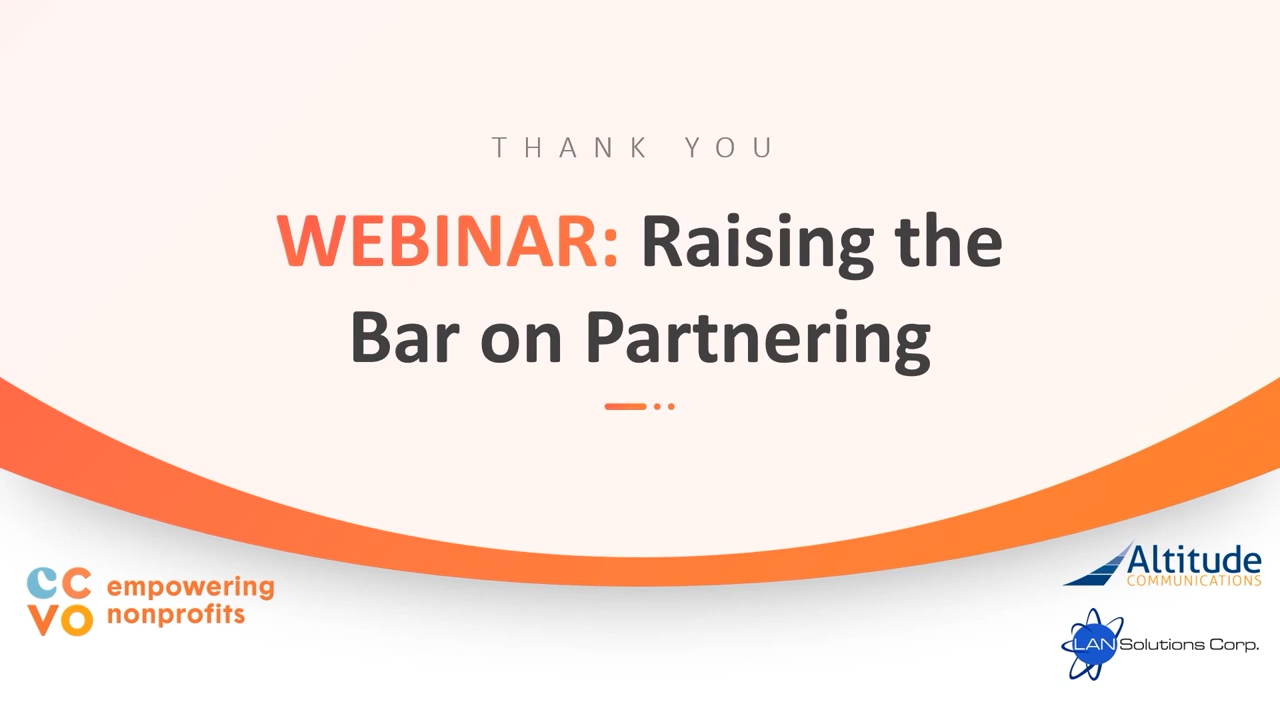 THANK YOU
WEBINAR: Raising the
Bar on Partnering
CC
VO
empowering
nonprofits
Altitude
COMMUNICATIONS
LAN Solutions Corp.